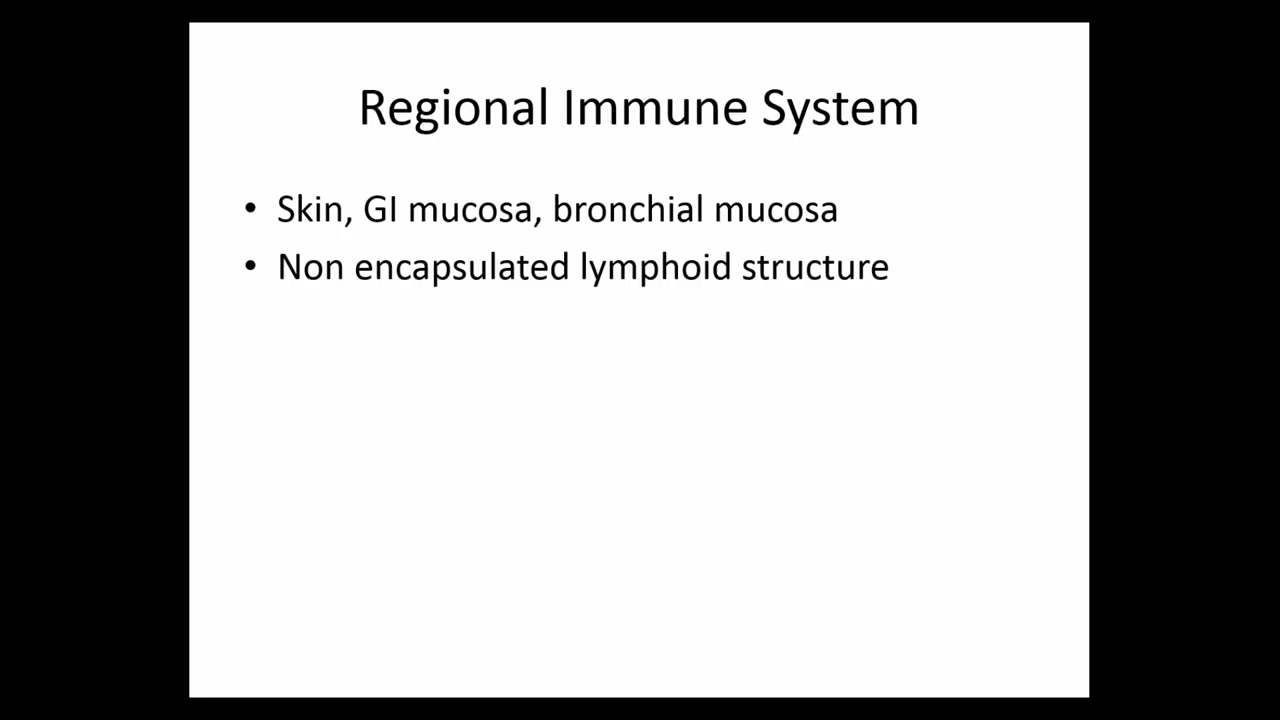 Regional Immune System
• Skin, GI mucosa, bronchial mucosa
• Non encapsulated lymphoid structure